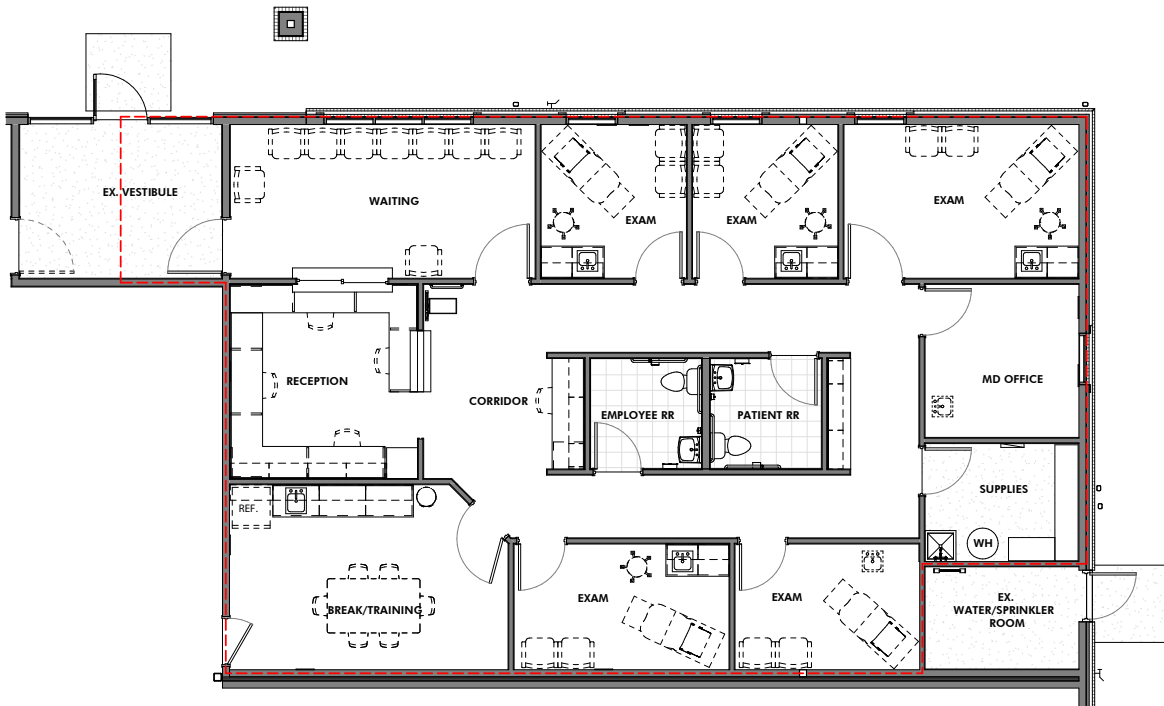 EX. VESTIBULE
WAITING
EXAM
EXAM
EXAM
RECEPTION
CORRIDOR
EMPLOYEE RR
PATIENT RR
MD OFFICE
SUPPLIES
WH
REF.
BREAK/TRAINING
EXAM
EXAM
EX.
WATER/SPRINKLER
ROOM